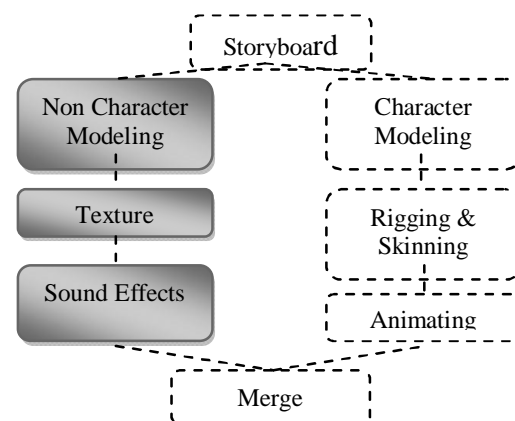 Storyboard
Non Character
Modeling
Texture
Sound Effects
Character
Modeling
Rigging &
Skinning
Animating
Merge